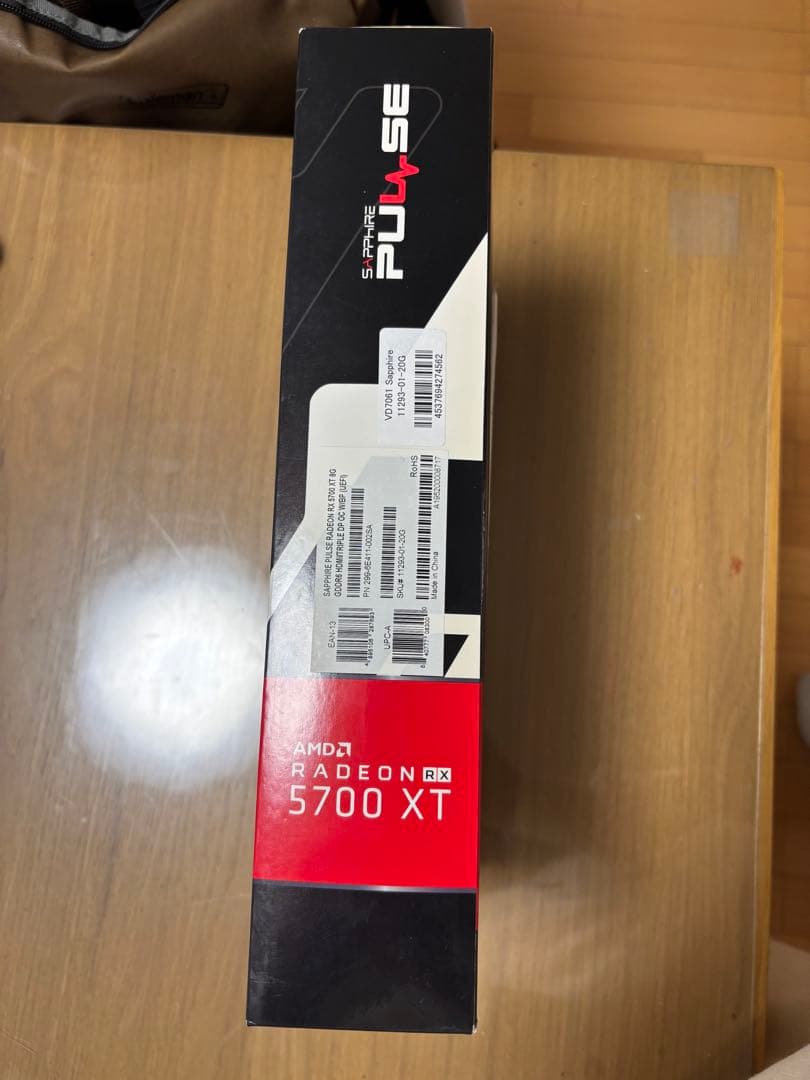 SAPPHIRE
PULSE
VD7061 Sapphire
11293-01-20G
4537694274562
SAPPHIRE PULSE RADEON RX 5700 XT 8G
GDDR6 HDMI/TRIPLE DP OC W/BP (UEFI)
PN 299-6E411-002SA
SKU# 11293-01-20G
RoHS
Made in China
EAN-13
UPC-A
AMD
RADEON RX
5700 XT